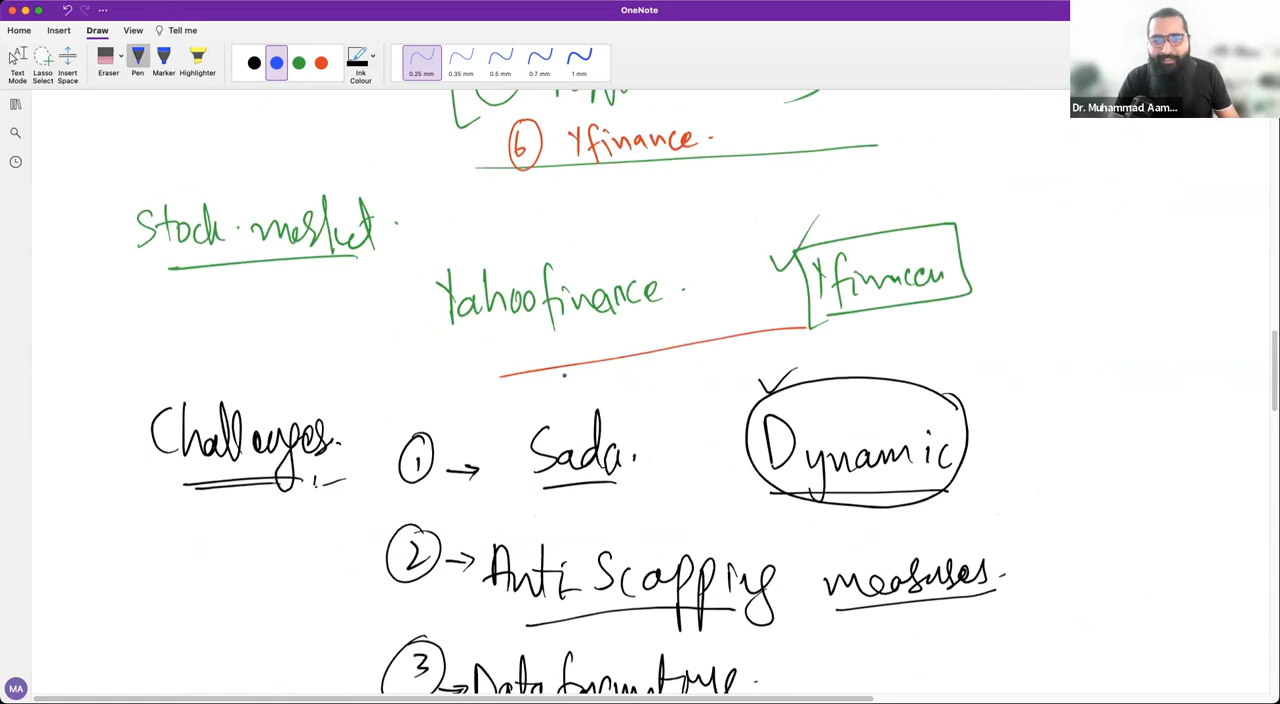 OneNote
Home Insert Draw View Tell me
Text Mode
Lasso Select
Insert Space
Eraser
Pen
Marker
Highlighter
Ink Colour
0.25 mm
0.35 mm
0.5 mm
0.7 mm
1 mm
Dr. Muhammad Aam...
6 Yfinance.
Stock market.
Yahoofinance.
Challenges.
1 → Sada. Dynamic
2 → Anti Scapping measures.
3 → Data
MA